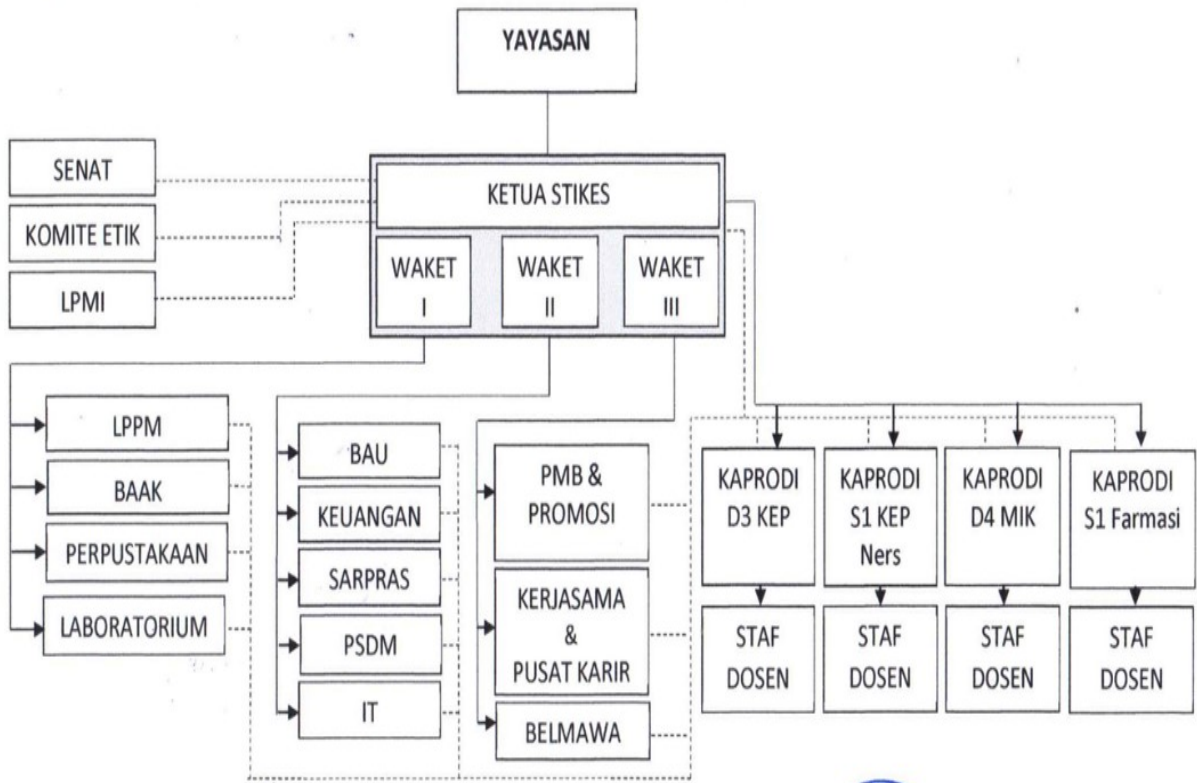 YAYASAN
SENAT
KOMITE ETIK
LPMI
KETUA STIKES
WAKET
I
WAKET
II
WAKET
III
LPPM
BAAK
PERPUSTAKAAN
LABORATORIUM
BAU
KEUANGAN
SARPRAS
PSDM
IT
PMB &
PROMOSI
KERJASAMA
&
PUSAT KARIR
BELMAWA
KAPRODI
D3 KEP
KAPRODI
S1 KEP
Ners
KAPRODI
D4 MIK
KAPRODI
S1 Farmasi
STAF
DOSEN
STAF
DOSEN
STAF
DOSEN
STAF
DOSEN